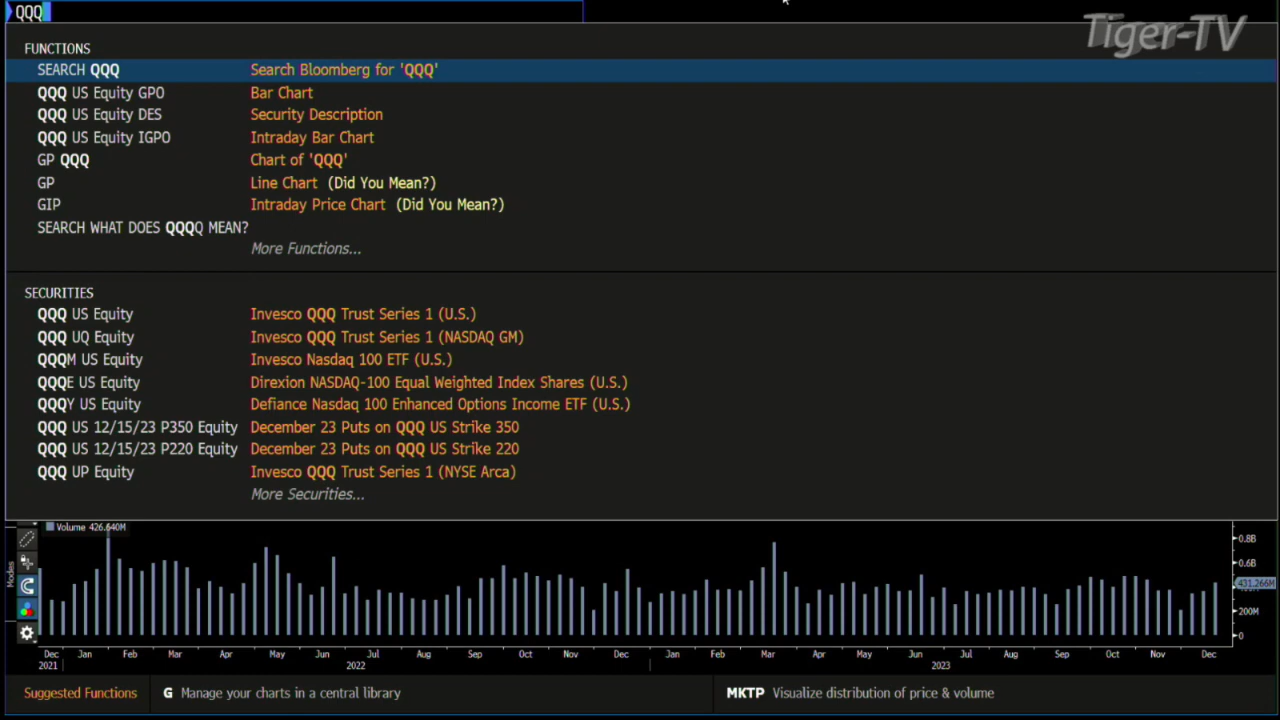 QQQ
Tiger-TV
FUNCTIONS
SEARCH QQQ Search Bloomberg for 'QQQ'
QQQ US Equity GPO Bar Chart
QQQ US Equity DES Security Description
QQQ US Equity IGPO Intraday Bar Chart
GP QQQ Chart of 'QQQ'
GP Line Chart (Did You Mean?)
GIP Intraday Price Chart (Did You Mean?)
SEARCH WHAT DOES QQQQ MEAN?
More Functions...
SECURITIES
QQQ US Equity Invesco QQQ Trust Series 1 (U.S.)
QQQ UQ Equity Invesco QQQ Trust Series 1 (NASDAQ GM)
QQQM US Equity Invesco Nasdaq 100 ETF (U.S.)
QQQE US Equity Direxion NASDAQ-100 Equal Weighted Index Shares (U.S.)
QQQY US Equity Defiance Nasdaq 100 Enhanced Options Income ETF (U.S.)
QQQ US 12/15/23 P350 Equity December 23 Puts on QQQ US Strike 350
QQQ US 12/15/23 P220 Equity December 23 Puts on QQQ US Strike 220
QQQ UP Equity Invesco QQQ Trust Series 1 (NYSE Arca)
More Securities...
Volume 426.640M
0.8B
0.6B
431.266M
200M
0
Modes
Dec Jan Feb Mar Apr May Jun Jul Aug Sep Oct Nov Dec Jan Feb Mar Apr May Jun Jul Aug Sep Oct Nov Dec
2021 2022 2023
Suggested Functions G Manage your charts in a central library MKTP Visualize distribution of price & volume